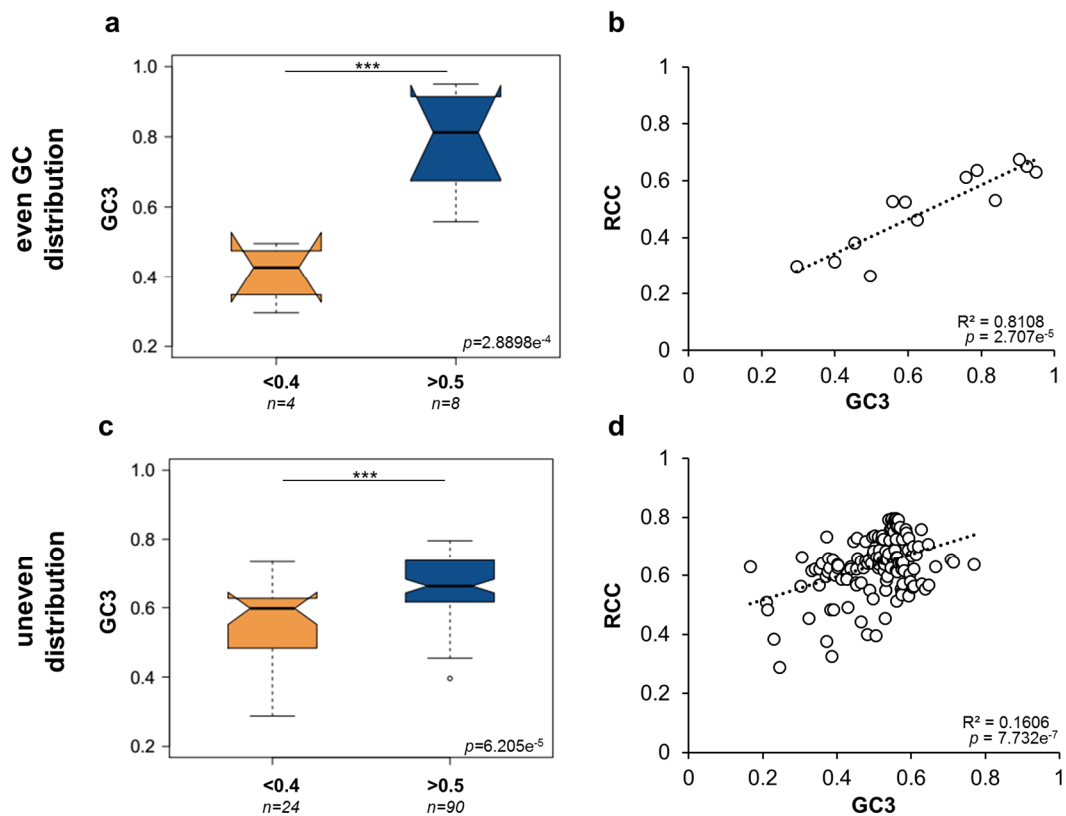 a
even GC
distribution
GC3
1.0
0.8
0.6
0.4
0.2
***
p=2.8898e-4
<0.4
n=4
>0.5
n=8
b
RCC
1
0.8
0.6
0.4
0.2
0
R² = 0.8108
p = 2.707e-5
0
0.2
0.4
0.6
0.8
1
GC3
c
uneven
distribution
GC3
1.0
0.8
0.6
0.4
0.2
***
p=6.205e-5
<0.4
n=24
>0.5
n=90
d
RCC
1
0.8
0.6
0.4
0.2
0
R² = 0.1606
p = 7.732e-7
0
0.2
0.4
0.6
0.8
1
GC3